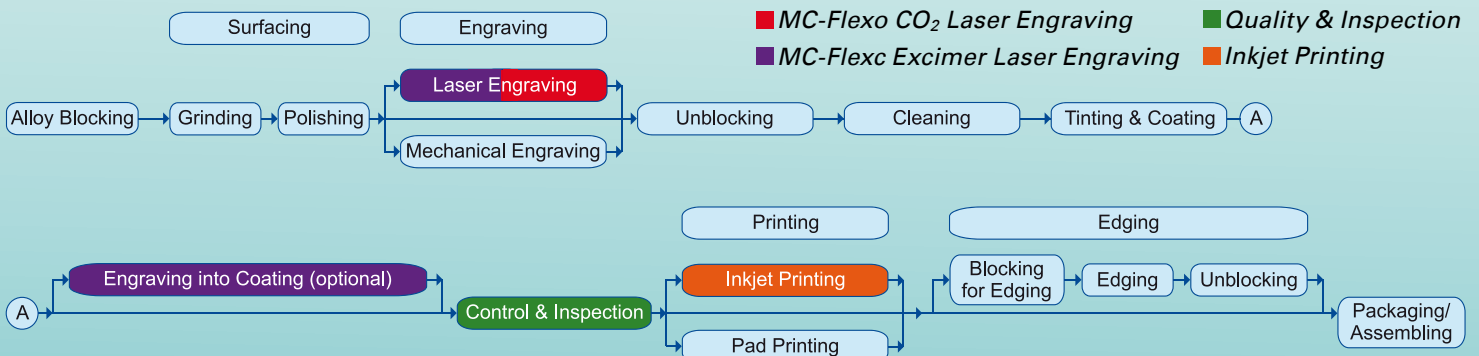 Surfacing
Engraving
MC-Flexo CO₂ Laser Engraving
Quality & Inspection
MC-Flexc Excimer Laser Engraving
Inkjet Printing
Laser Engraving
Alloy Blocking
Grinding
Polishing
Unblocking
Cleaning
Tinting & Coating
A
Mechanical Engraving
Printing
Edging
Engraving into Coating (optional)
Inkjet Printing
Blocking
for Edging
Edging
Unblocking
A
Control & Inspection
Packaging/
Assembling
Pad Printing